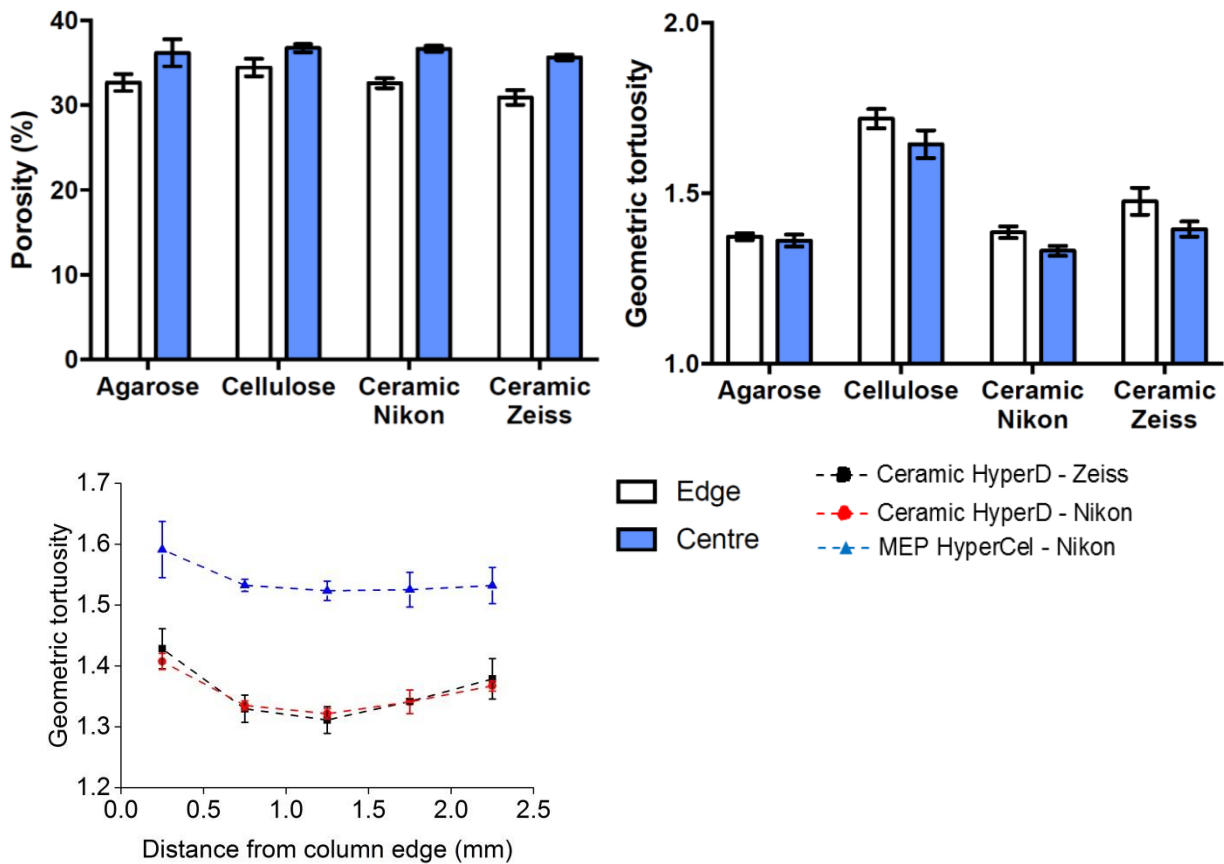 Porosity (%)
40
30
20
10
0
Agarose
Cellulose
Ceramic
Nikon
Ceramic
Zeiss
Geometric tortuosity
2.0
1.5
1.0
Agarose
Cellulose
Ceramic
Nikon
Ceramic
Zeiss
Geometric tortuosity
1.7
1.6
1.5
1.4
1.3
1.2
0.0 0.5 1.0 1.5 2.0 2.5
Distance from column edge (mm)
Edge
Centre
Ceramic HyperD - Zeiss
Ceramic HyperD - Nikon
MEP HyperCel - Nikon